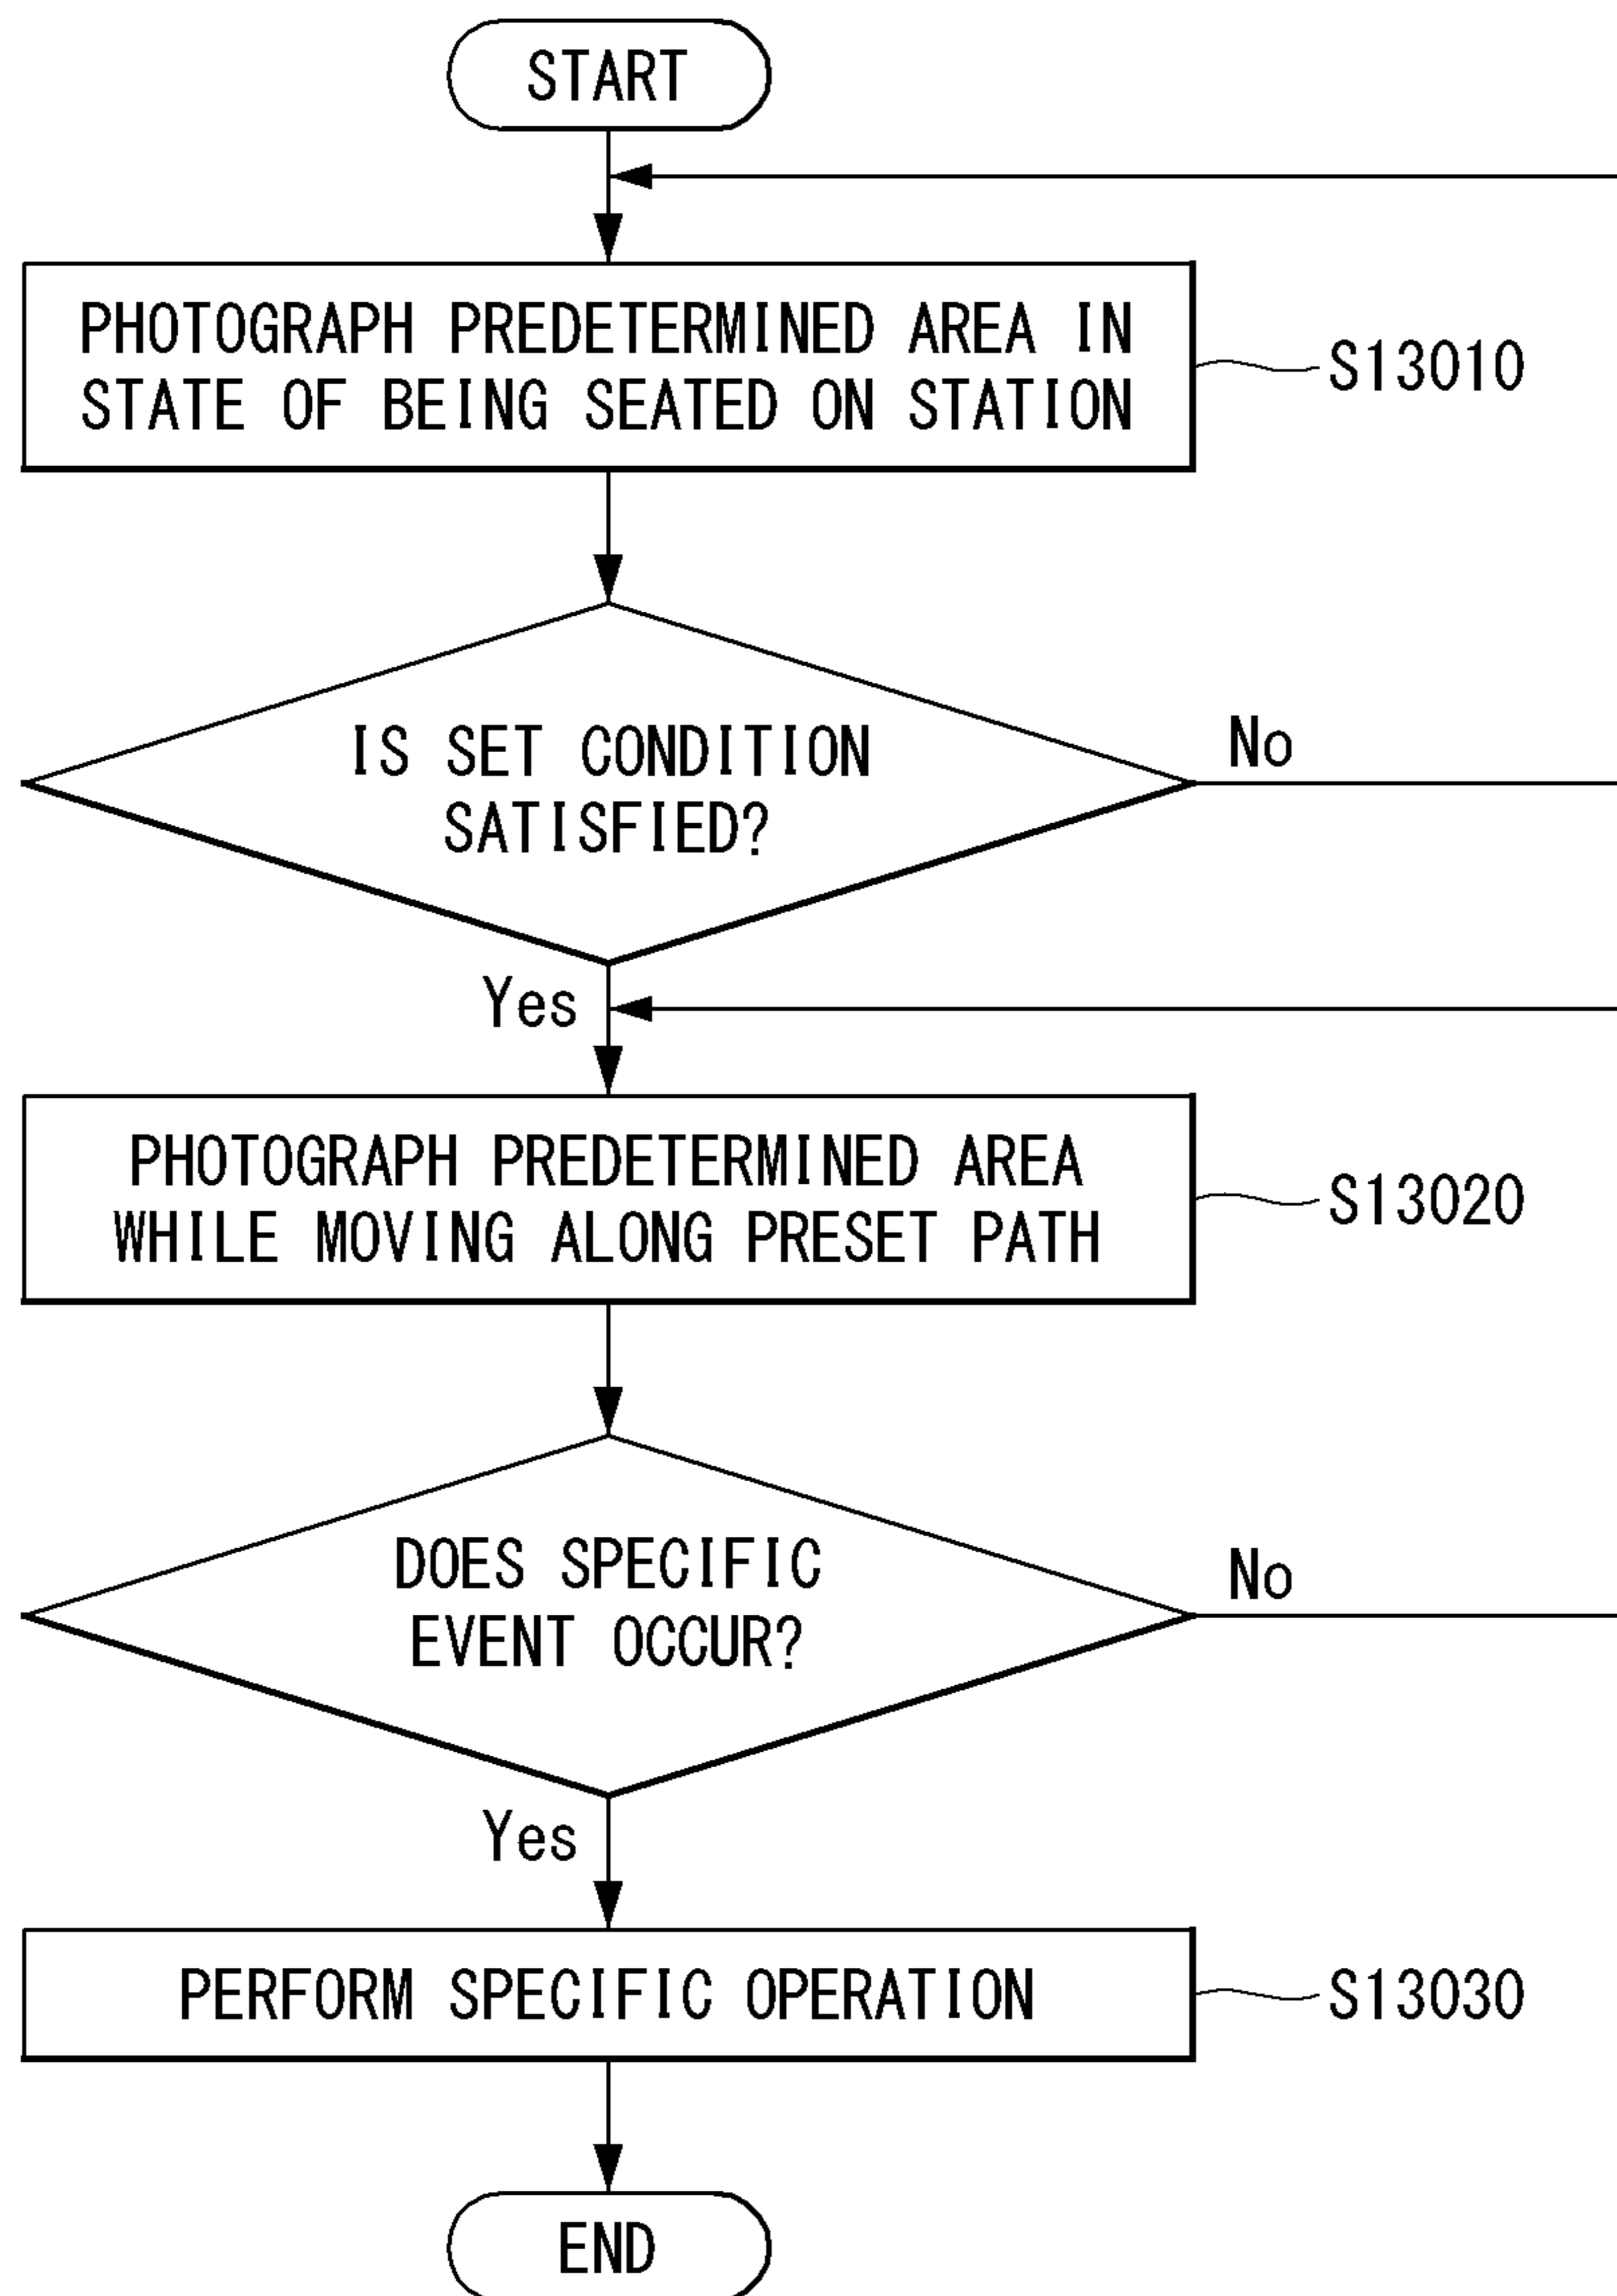 START
PHOTOGRAPH PREDETERMINED AREA IN
STATE OF BEING SEATED ON STATION
S13010
IS SET CONDITION
SATISFIED?
No
Yes
PHOTOGRAPH PREDETERMINED AREA
WHILE MOVING ALONG PRESET PATH
S13020
DOES SPECIFIC
EVENT OCCUR?
No
Yes
PERFORM SPECIFIC OPERATION
S13030
END